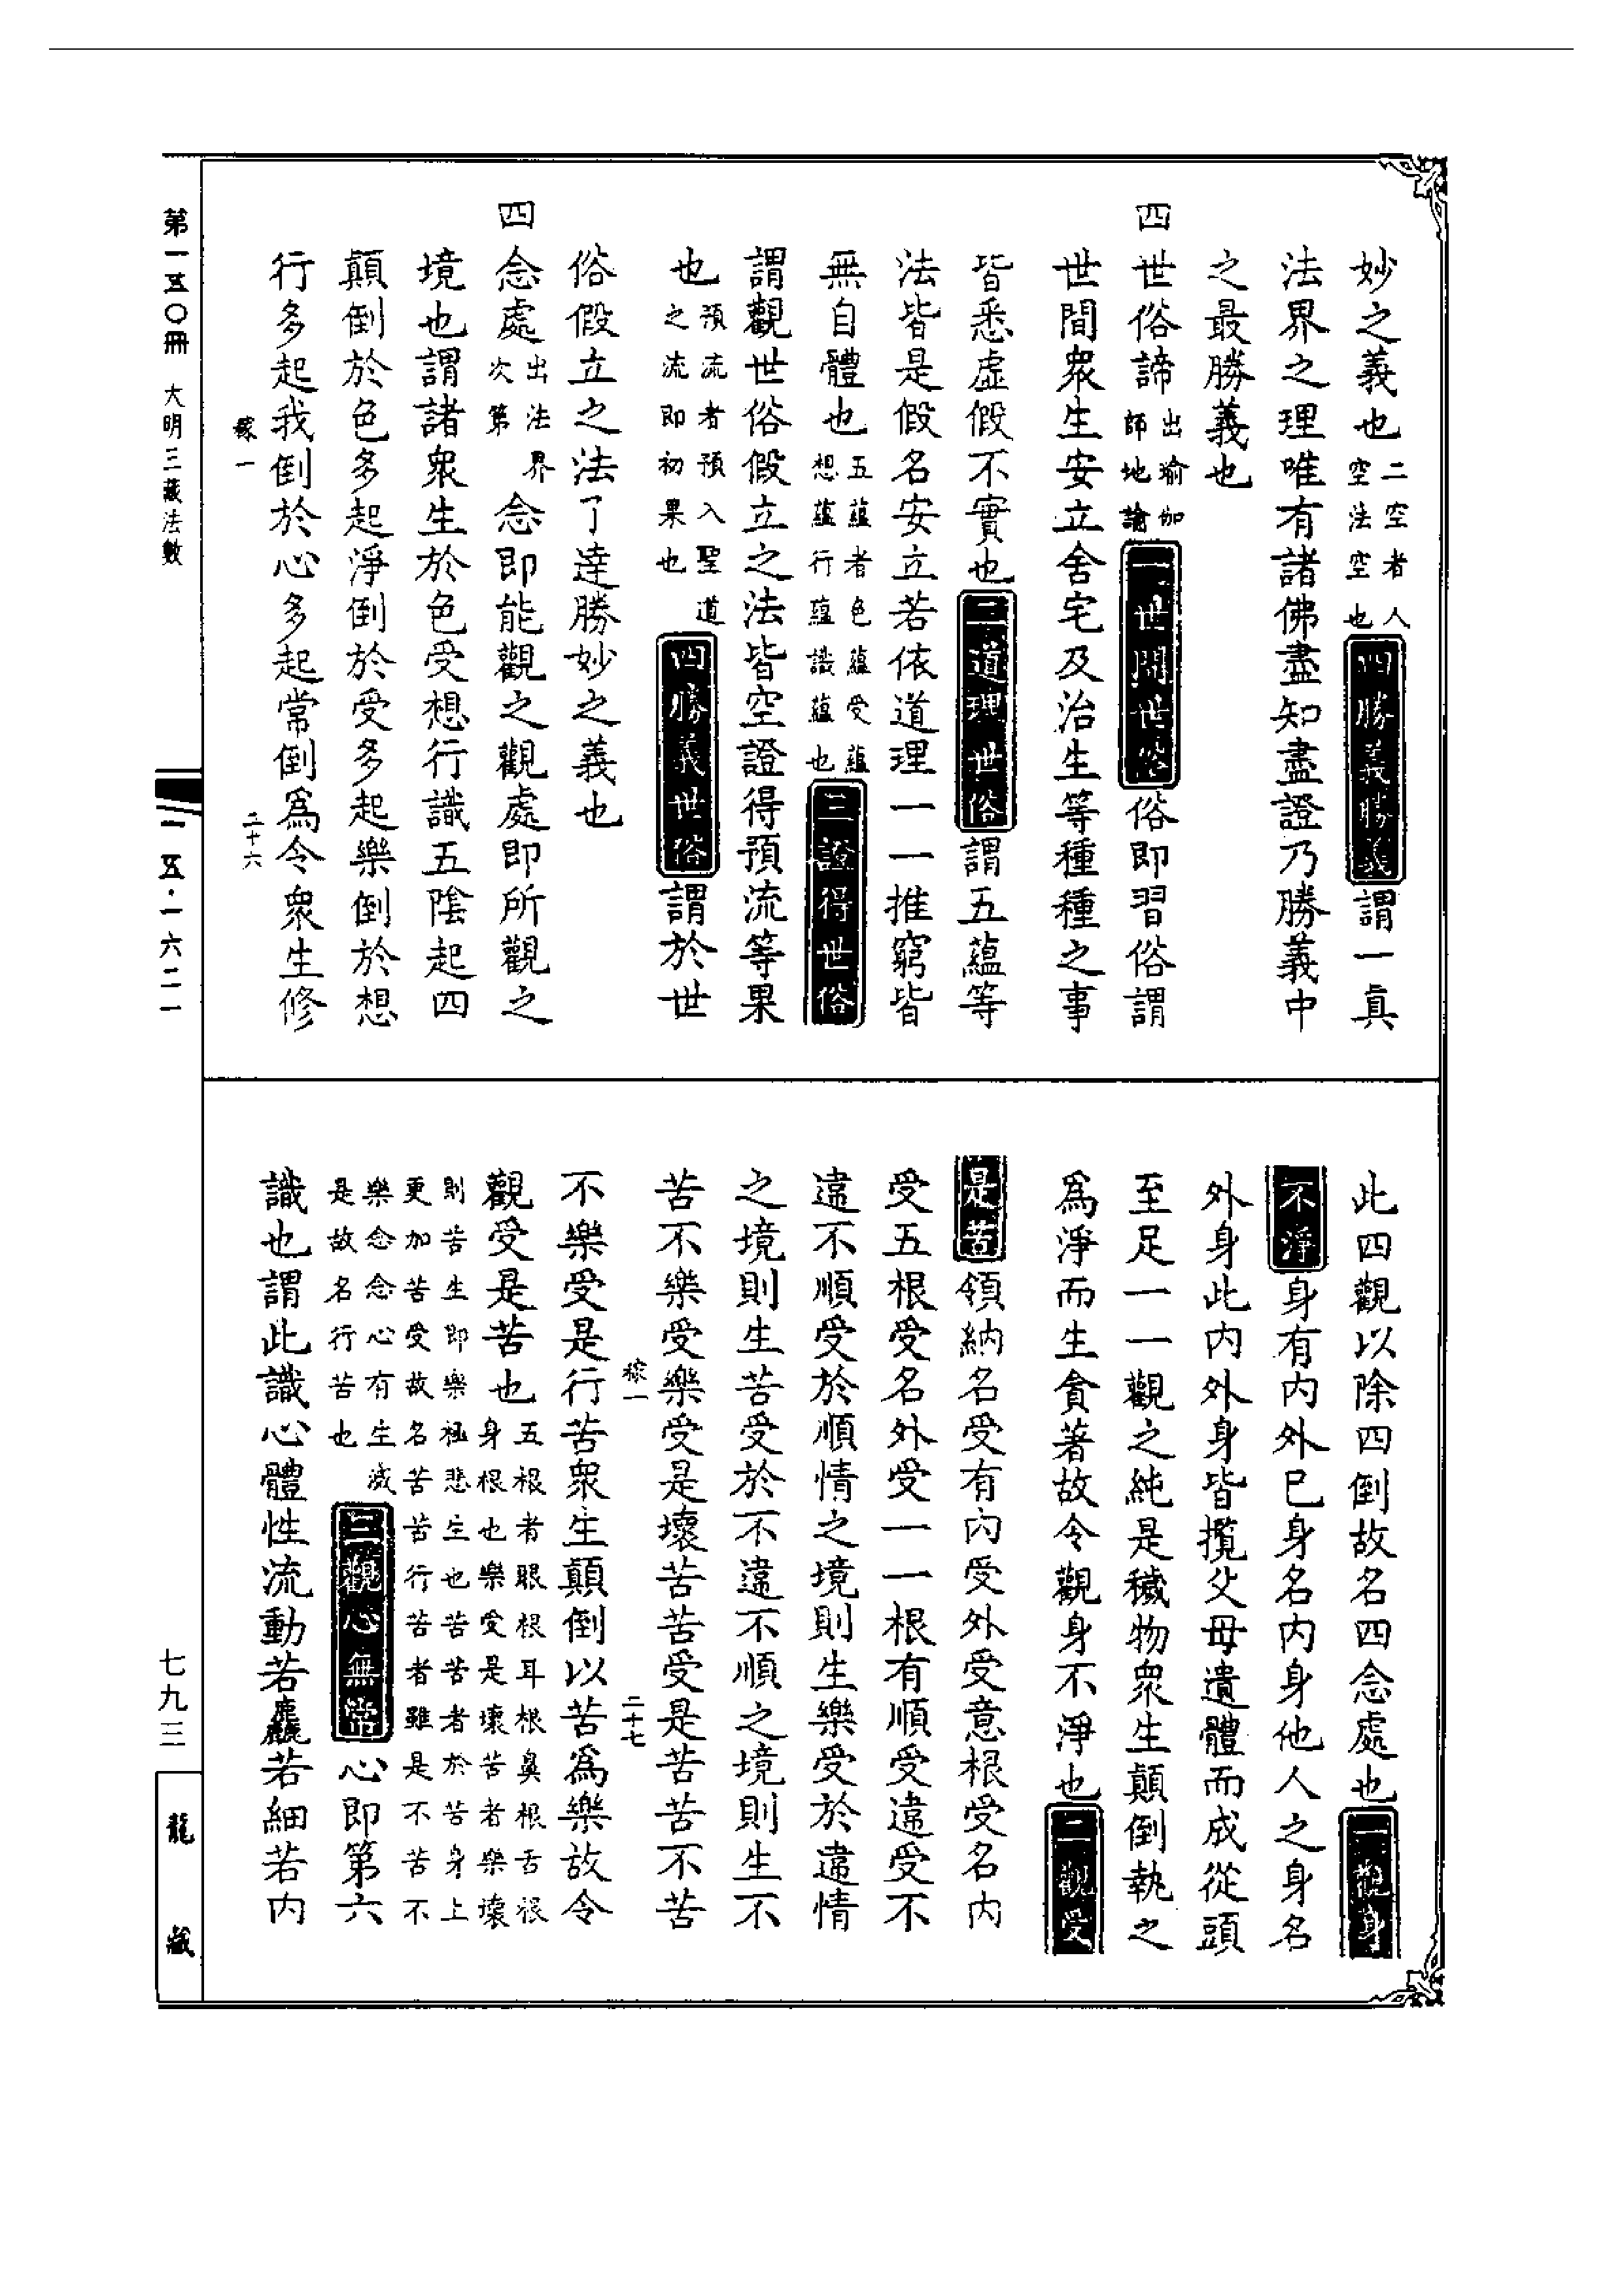 妙之義也二空者人空法空也四勝義勝義謂一真
法界之理唯有諸佛盡知盡證乃勝義中
之最勝義也
四世俗諦出瑜伽師地論一世間世俗俗即習俗謂
世間衆生安立舍宅及治生等種種之事
皆悉虛假不實也二道理世俗謂五蘊等
法皆是假名安立若依道理一一推窮皆
無自體也五蘊者色蘊受蘊想蘊行蘊識蘊也三證得世俗
謂觀世俗假立之法皆空證得預流等果
也預流者預入聖道之流即初果也四勝義世俗謂於世
俗假立之法了達勝妙之義也
四念處出法界次第念即能觀之觀處即所觀之
境也謂諸衆生於色受想行識五陰起四
顛倒於色多起淨倒於受多起樂倒於想
行多起我倒於心多起常倒爲令衆生修
稼一 二十六
此四觀以除四倒故名四念處也一觀身
不淨身有内外己身名内身他人之身名
外身此内外身皆攬父母遺體而成從頭
至足一一觀之純是穢物衆生顛倒執之
爲淨而生貪著故令觀身不淨也二觀受
是苦領納名受有内受外受意根受名内
受五根受名外受一一根有順受違受不
違不順受於順情之境則生樂受於違情
之境則生苦受於不違不順之境則生不
苦不樂受樂受是壞苦苦受是苦苦不苦
稼一 二十七
不樂受是行苦衆生顛倒以苦爲樂故令
觀受是苦也五根者眼根耳根鼻根舌根身根也樂受是壞苦者樂壞
則苦生即樂極悲生也苦苦者於苦身上更加苦受故名苦苦行苦者雖是不苦不
樂念念心有生滅是故名行苦也三觀心無常心即第六
識也謂此識心體性流動若麤若細若内
第一五〇冊 大明三藏法數
一五·一六二一
七九三
龍藏